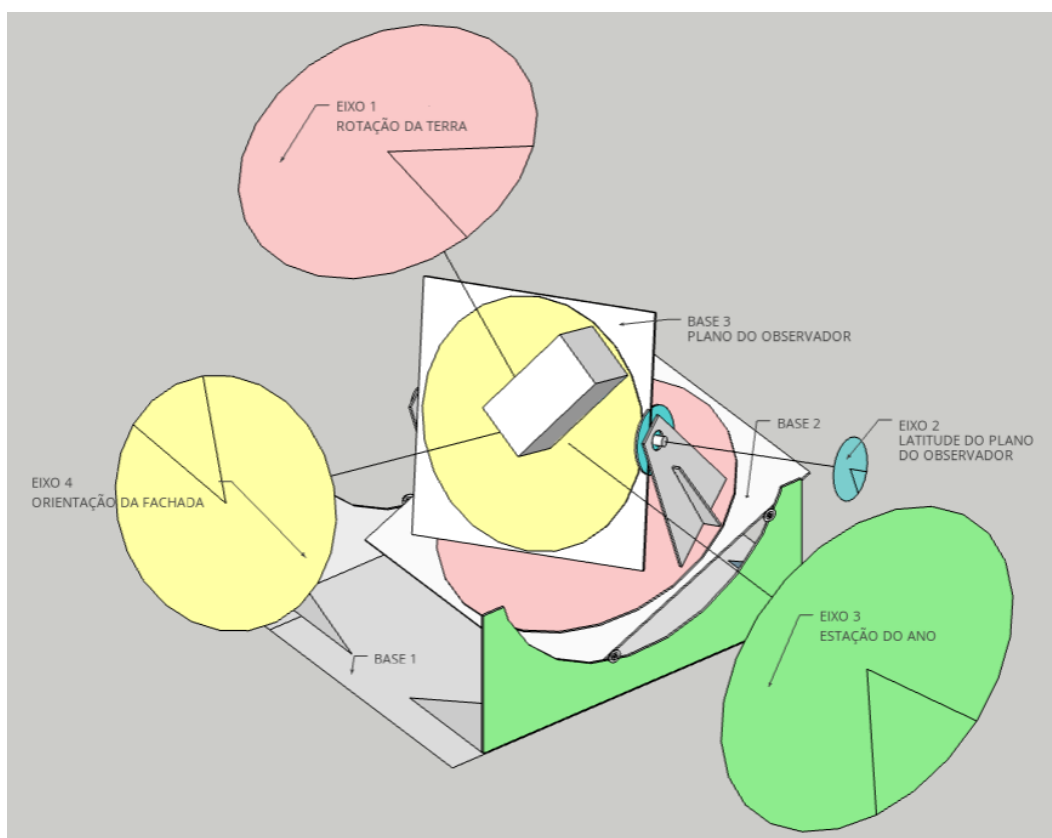 EIXO 1
ROTAÇÃO DA TERRA
BASE 3
PLANO DO OBSERVADOR
BASE 2
EIXO 2
LATITUDE DO PLANO
DO OBSERVADOR
EIXO 4
ORIENTAÇÃO DA FACHADA
EIXO 3
ESTAÇÃO DO ANO
BASE 1